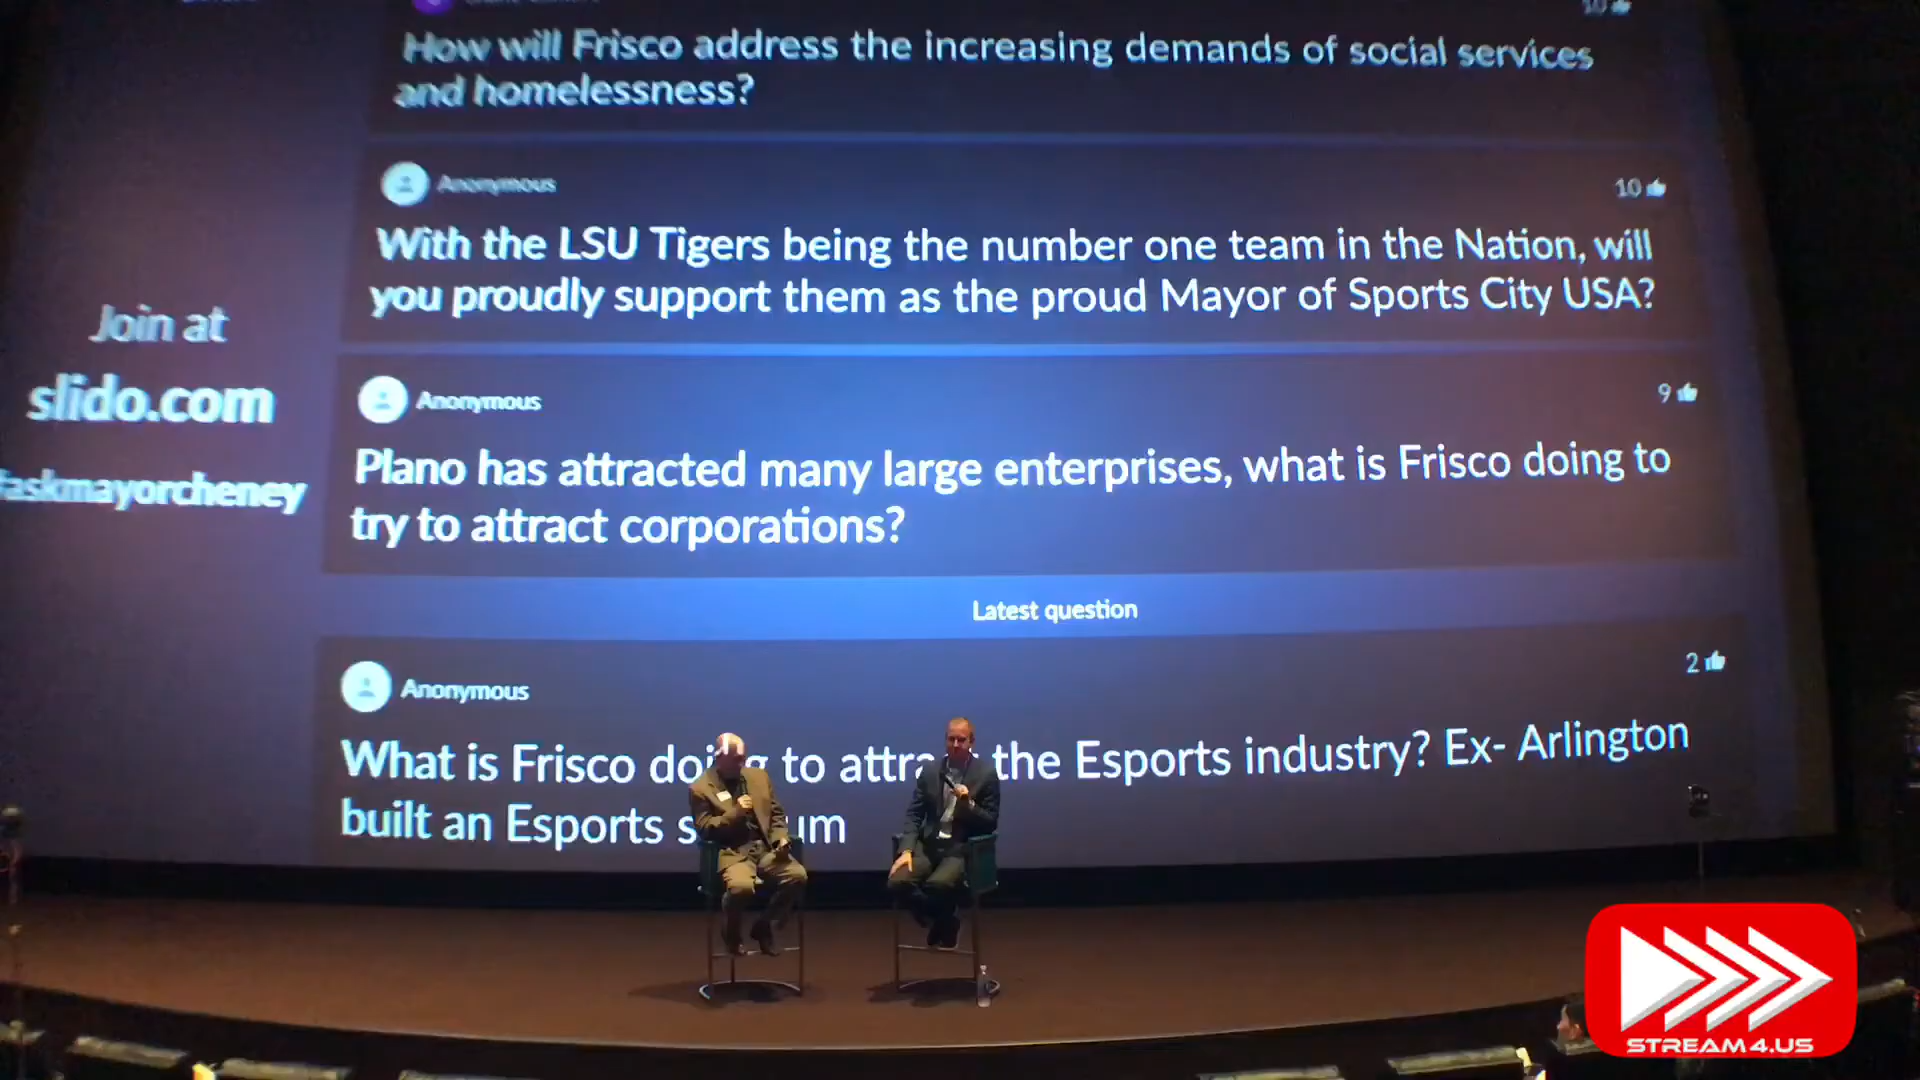 10
How will Frisco address the increasing demands of social services
and homelessness?
Anonymous
10
With the LSU Tigers being the number one team in the Nation, will
you proudly support them as the proud Mayor of Sports City USA?
Join at
slido.com
askmayorcheney
Anonymous
9
Plano has attracted many large enterprises, what is Frisco doing to
try to attract corporations?
Latest question
Anonymous
2
What is Frisco to the Esports industry? Ex- Arlington
built an Esports
STREAM4.US